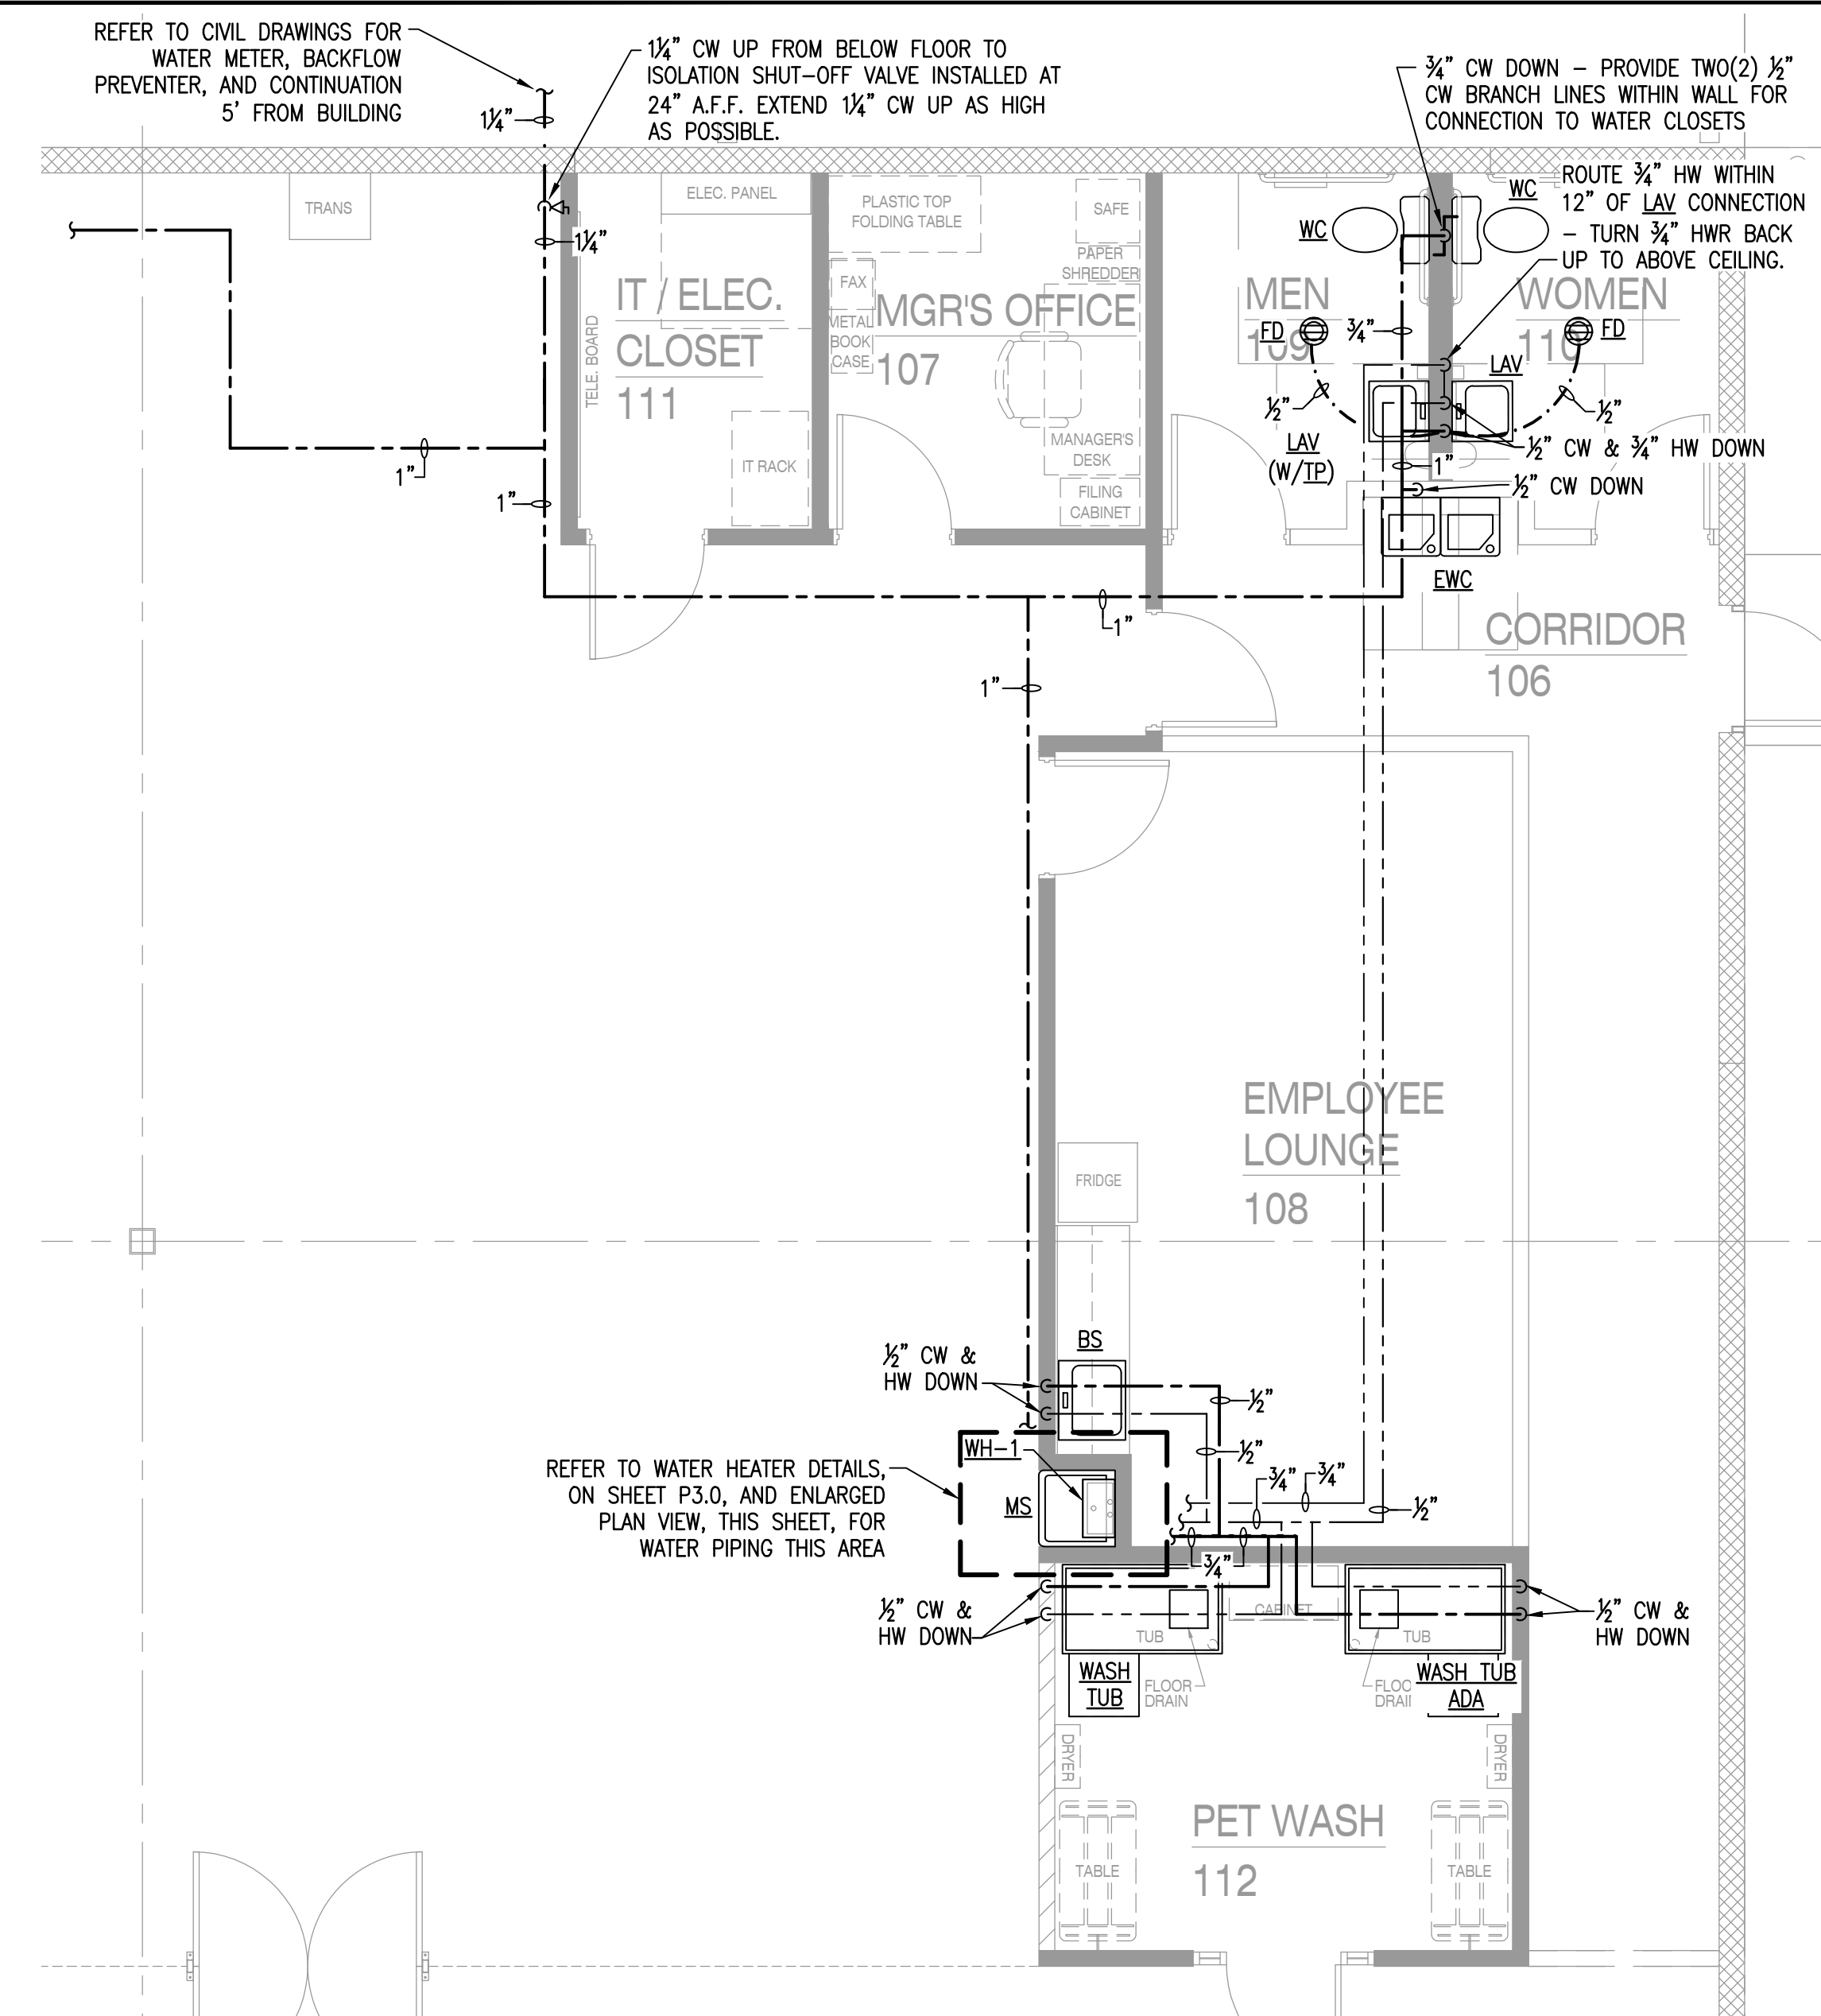 REFER TO CIVIL DRAWINGS FOR
WATER METER, BACKFLOW
PREVENTER, AND CONTINUATION
5' FROM BUILDING
1¼"
1¼" CW UP FROM BELOW FLOOR TO
ISOLATION SHUT-OFF VALVE INSTALLED AT
24" A.F.F. EXTEND 1¼" CW UP AS HIGH
AS POSSIBLE.
¾" CW DOWN - PROVIDE TWO(2) ½"
CW BRANCH LINES WITHIN WALL FOR
CONNECTION TO WATER CLOSETS
ROUTE ¾" HW WITHIN
12" OF LAV CONNECTION
- TURN ¾" HWR BACK
UP TO ABOVE CEILING.
TRANS
1¼"
ELEC. PANEL
PLASTIC TOP
FOLDING TABLE
SAFE
PAPER
SHREDDER
WC
WC
IT / ELEC.
CLOSET
111
TELE. BOARD
IT RACK
FAX
METAL
BOOK
CASE
MGR'S OFFICE
107
MANAGER'S
DESK
FILING
CABINET
MEN
109
WOMEN
110
FD
¾"
FD
LAV
½"
½"
LAV
(W/TP)
½" CW & ¾" HW DOWN
1"
½" CW DOWN
EWC
1"
1"
1"
1"
CORRIDOR
106
EMPLOYEE
LOUNGE
108
FRIDGE
BS
½" CW &
HW DOWN
½"
½"
WH-1
REFER TO WATER HEATER DETAILS,
ON SHEET P3.0, AND ENLARGED
PLAN VIEW, THIS SHEET, FOR
WATER PIPING THIS AREA
MS
¾"
¾"
½"
¾"
½" CW &
HW DOWN
CABINET
½" CW &
HW DOWN
TUB
TUB
WASH
TUB
FLOOR
DRAIN
WASH TUB
ADA
DRYER
DRYER
PET WASH
112
TABLE
TABLE